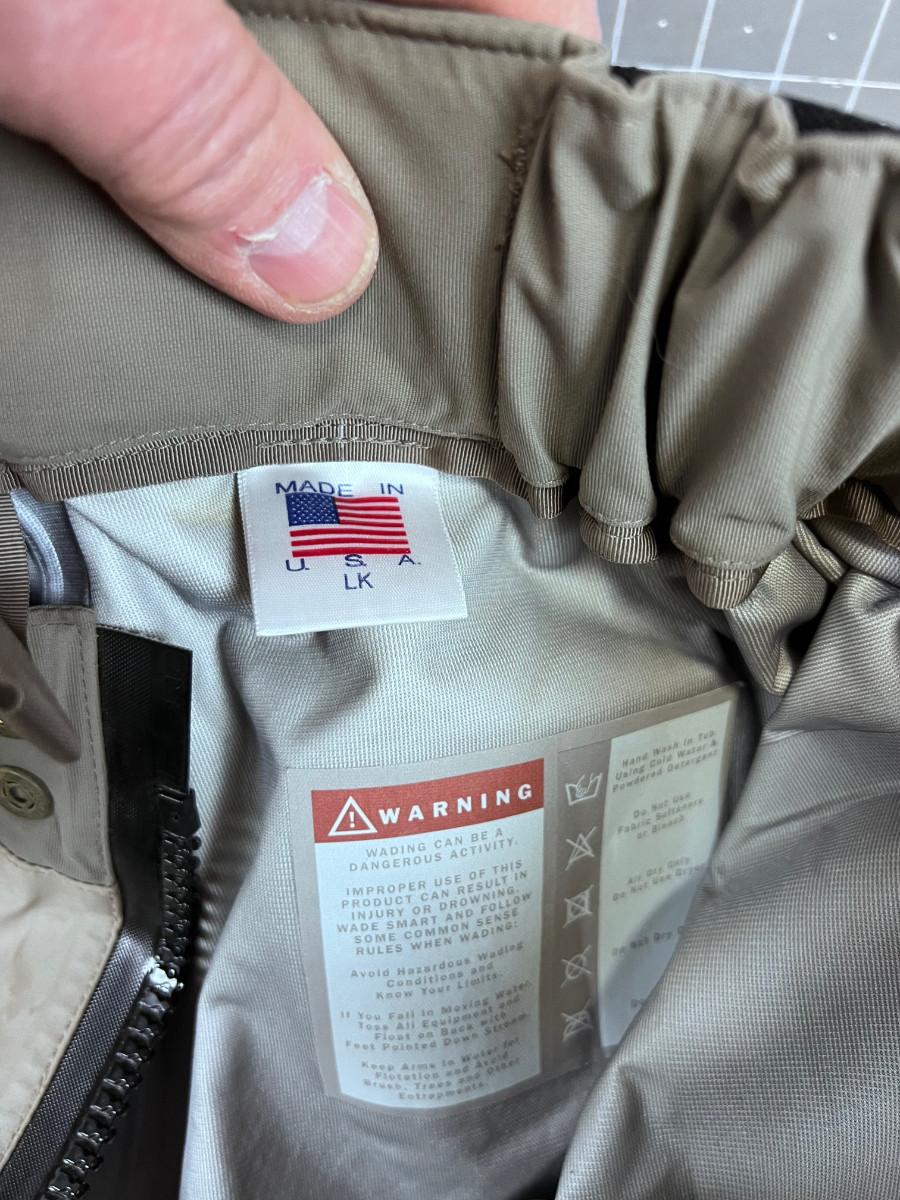 MADE IN
U. S. A.
LK
WARNING
WADING CAN BE A
DANGEROUS ACTIVITY.
IMPROPER USE OF THIS
PRODUCT CAN RESULT IN
INJURY OR DROWNING.
WADE SMART AND FOLLOW
SOME COMMON SENSE
RULES WHEN WADING:
Avoid Hazardous Wading
Conditions and
Know Your Limits.
If You Fall in Moving Water,
Toss All Equipment and
Float on Back with
Feet Pointed Down Stream.
Keep Arms in Water for
Flotation and Avoid
Brush, Trees and Other
Entrapments.
Hand Wash in Tub
Using Cold Water &
Powdered Detergent
Do Not Use
Fabric Softeners
or Bleach
Air Dry Only
Do Not Use Dryer
Do Not Dry
Do